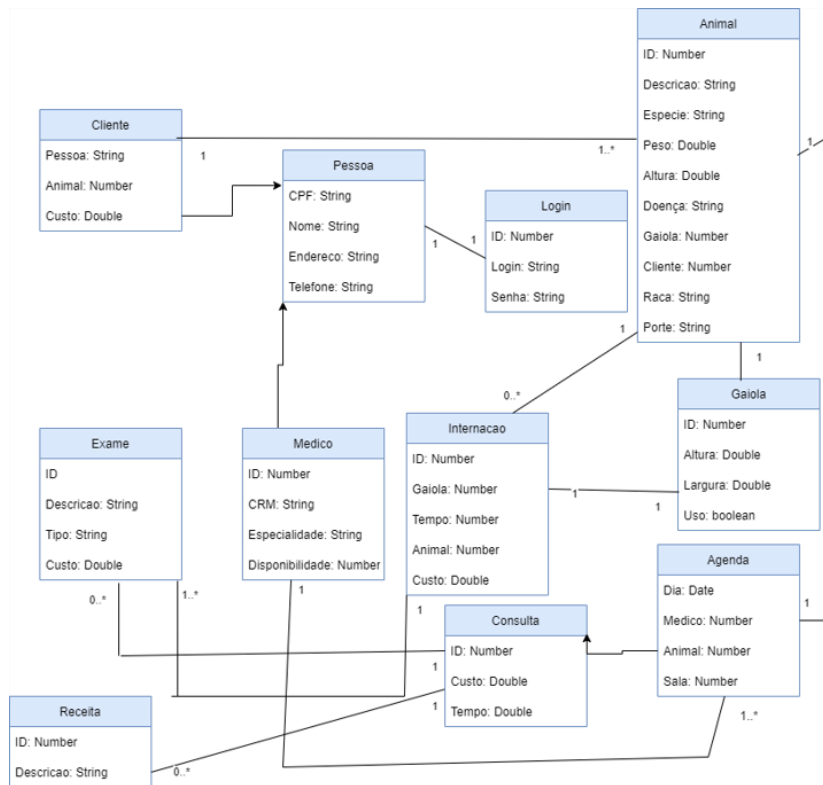 Animal
ID: Number
Descricao: String
Especie: String
Peso: Double
Altura: Double
Doença: String
Gaiola: Number
Cliente: Number
Raca: String
Porte: String
1
Cliente
Pessoa: String
Animal: Number
Custo: Double
1
1..*
Pessoa
CPF: String
Nome: String
Endereco: String
Telefone: String
1
1
Login
ID: Number
Login: String
Senha: String
1
0..*
1
Gaiola
ID: Number
Altura: Double
Largura: Double
Uso: boolean
Exame
ID
Descricao: String
Tipo: String
Custo: Double
0..*
1..*
Medico
ID: Number
CRM: String
Especialidade: String
Disponibilidade: Number
1
Internacao
ID: Number
Gaiola: Number
Tempo: Number
Animal: Number
Custo: Double
1
1
1
Agenda
Dia: Date
Medico: Number
Animal: Number
Sala: Number
1
1..*
Consulta
ID: Number
Custo: Double
Tempo: Double
1
1
Receita
ID: Number
Descricao: String
0..*